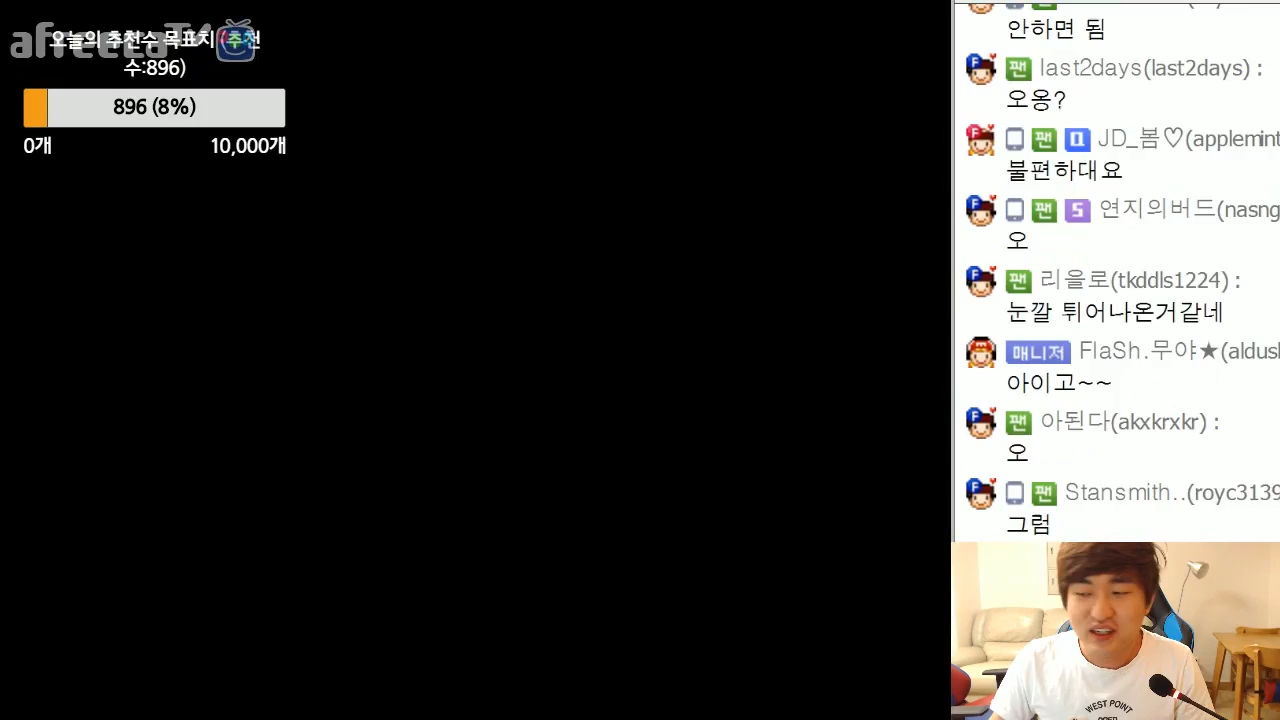 afreecaTV
오늘의 추천수 목표치 (추천
수:896)
896 (8%)
0개
10,000개
안하면 됨
팬 last2days(last2days) :
오옹?
팬 JD_봄♡(applemint
불편하대요
팬 S 연지의버드(nasng
오
팬 리을로(tkddls1224) :
눈깔 튀어나온거같네
매니저 FlaSh.무야★(aldusl
아이고~~
팬 아된다(akxkrxkr) :
오
팬 Stansmith..(royc3139
그럼
WEST POINT